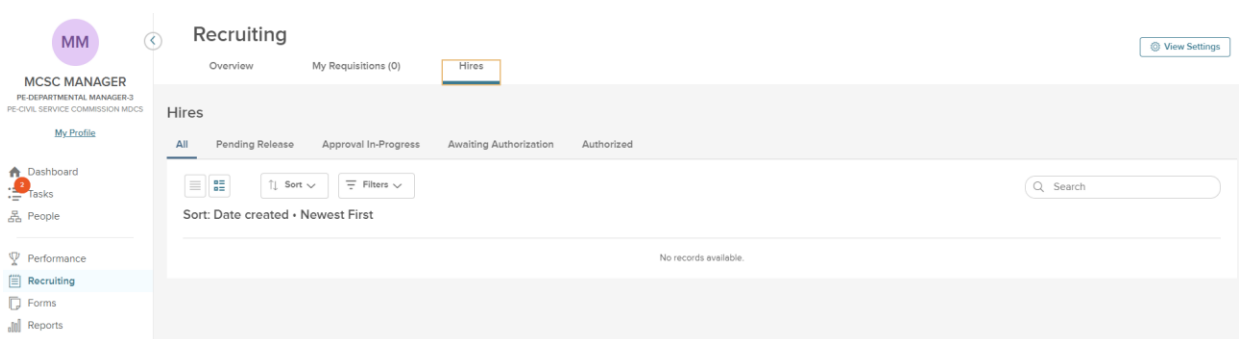 MM
MCSC MANAGER
PE-DEPARTMENTAL MANAGER-3
PE-CIVIL SERVICE COMMISSION MDCS
My Profile
Dashboard
2
Tasks
People
Performance
Recruiting
Forms
Reports
Recruiting
View Settings
Overview My Requisitions (0) Hires
Hires
All Pending Release Approval In-Progress Awaiting Authorization Authorized
Sort Filters Search
Sort: Date created • Newest First
No records available.